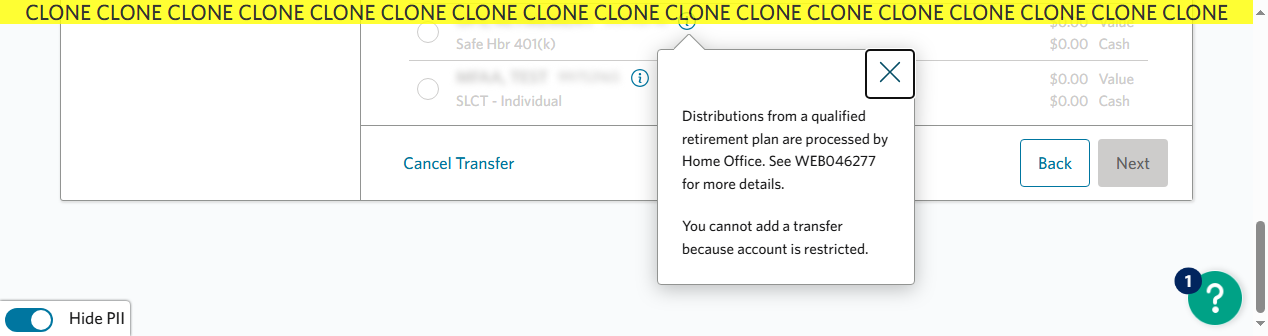 CLONE CLONE CLONE CLONE CLONE CLONE CLONE CLONE CLONE CLONE CLONE CLONE CLONE CLONE CLONE CLONE CLONE
$0.00 Value
Safe Hbr 401(k) $0.00 Cash
$0.00 Value
SLCT - Individual $0.00 Cash
Distributions from a qualified
retirement plan are processed by
Home Office. See WEB046277
for more details.
You cannot add a transfer
because account is restricted.
Cancel Transfer
Back Next
1
?
Hide PII